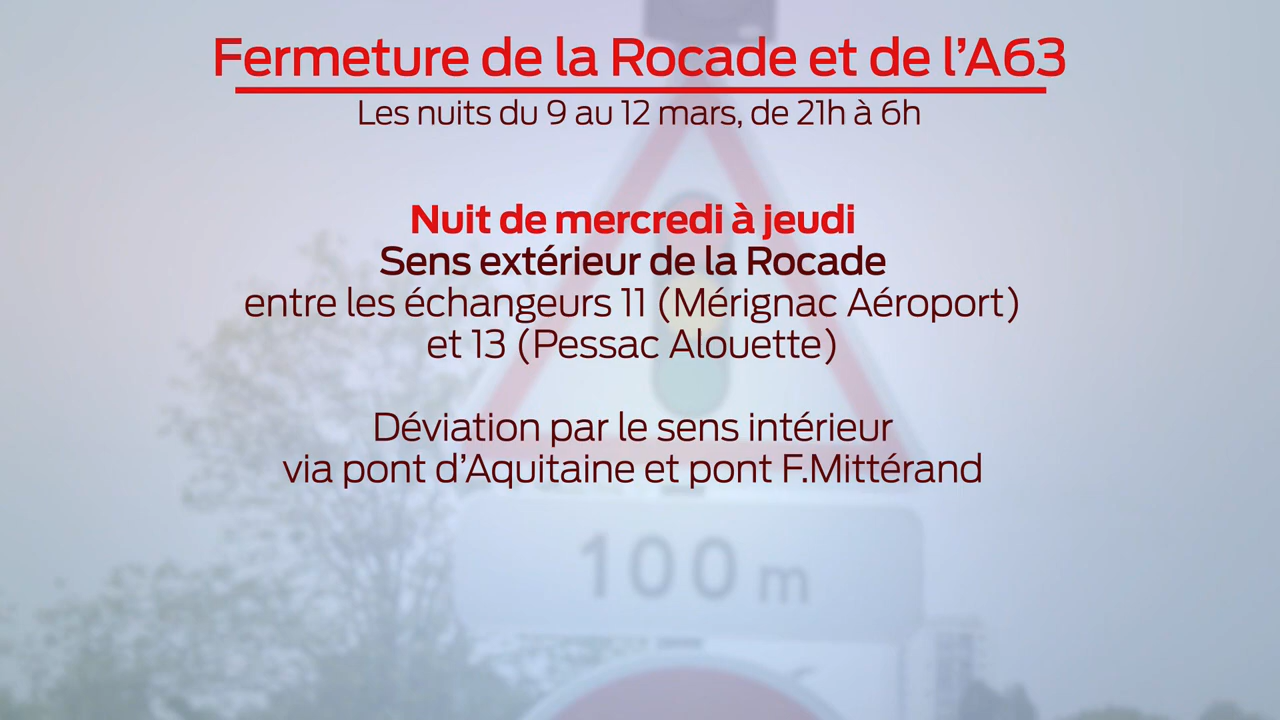 Fermeture de la Rocade et de l'A63
Les nuits du 9 au 12 mars, de 21h à 6h
Nuit de mercredi à jeudi
Sens extérieur de la Rocade
entre les échangeurs 11 (Mérignac Aéroport)
et 13 (Pessac Alouette)
Déviation par le sens intérieur
via pont d'Aquitaine et pont F.Mittérand
100 m